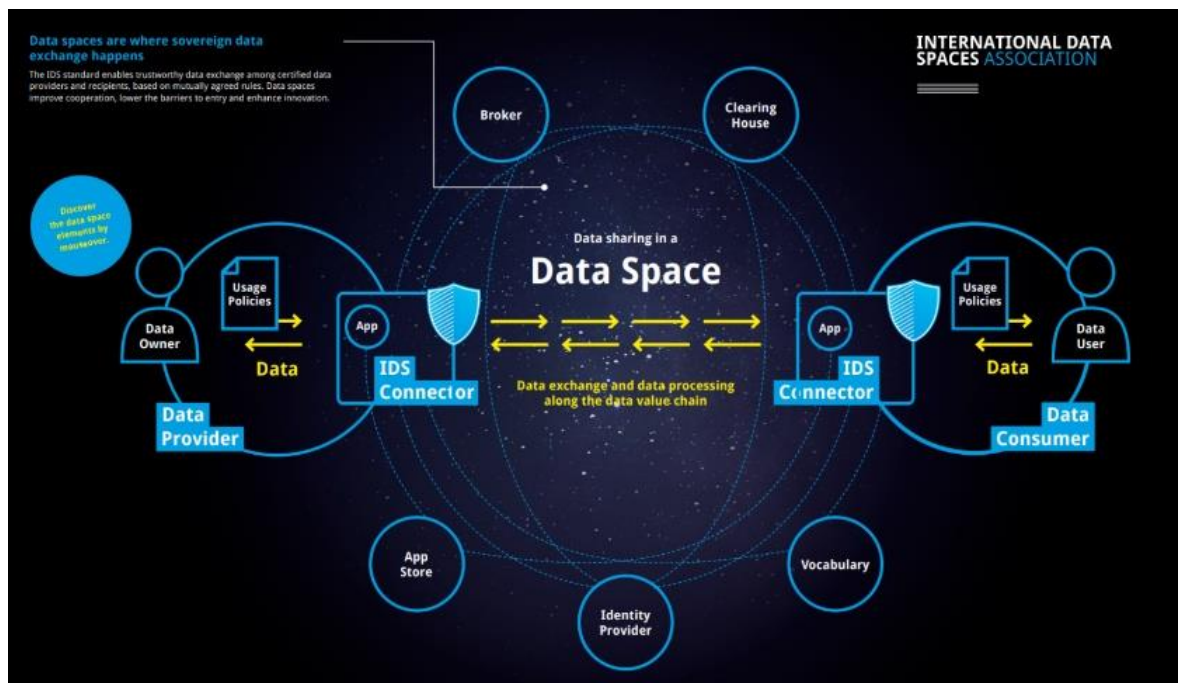 Data spaces are where sovereign data
exchange happens
The IDS standard enables trustworthy data exchange among certified data
providers and recipients, based on mutually agreed rules. Data spaces
improve cooperation, lower the barriers to entry and enhance innovation.
INTERNATIONAL DATA
SPACES ASSOCIATION
Broker
Clearing
House
Discover
the data space
elements by
mouseover.
Data sharing in a
Data Space
Usage
Policies
Data
Owner
Data
App
IDS
Connector
Data
Provider
Data exchange and data processing
along the data value chain
App
IDS
Connector
Usage
Policies
Data
User
Data
Data
Consumer
App
Store
Identity
Provider
Vocabulary